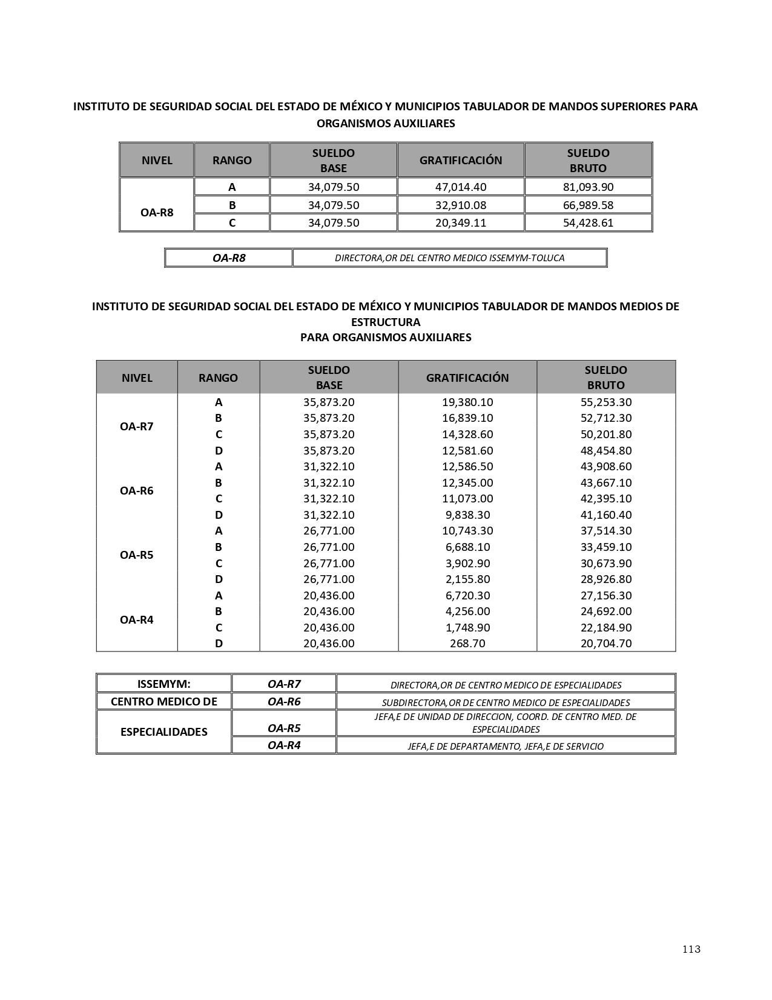 INSTITUTO DE SEGURIDAD SOCIAL DEL ESTADO DE MÉXICO Y MUNICIPIOS TABULADOR DE MANDOS SUPERIORES PARA
ORGANISMOS AUXILIARES
NIVEL RANGO SUELDO BASE GRATIFICACIÓN SUELDO BRUTO
OA-R8
A 34,079.50 47,014.40 81,093.90
B 34,079.50 32,910.08 66,989.58
C 34,079.50 20,349.11 54,428.61
OA-R8 DIRECTORA,OR DEL CENTRO MEDICO ISSEMYM-TOLUCA
INSTITUTO DE SEGURIDAD SOCIAL DEL ESTADO DE MÉXICO Y MUNICIPIOS TABULADOR DE MANDOS MEDIOS DE
ESTRUCTURA
PARA ORGANISMOS AUXILIARES
NIVEL RANGO SUELDO BASE GRATIFICACIÓN SUELDO BRUTO
OA-R7
A 35,873.20 19,380.10 55,253.30
B 35,873.20 16,839.10 52,712.30
C 35,873.20 14,328.60 50,201.80
D 35,873.20 12,581.60 48,454.80
OA-R6
A 31,322.10 12,586.50 43,908.60
B 31,322.10 12,345.00 43,667.10
C 31,322.10 11,073.00 42,395.10
D 31,322.10 9,838.30 41,160.40
OA-R5
A 26,771.00 10,743.30 37,514.30
B 26,771.00 6,688.10 33,459.10
C 26,771.00 3,902.90 30,673.90
D 26,771.00 2,155.80 28,926.80
OA-R4
A 20,436.00 6,720.30 27,156.30
B 20,436.00 4,256.00 24,692.00
C 20,436.00 1,748.90 22,184.90
D 20,436.00 268.70 20,704.70
ISSEMYM: OA-R7 DIRECTORA,OR DE CENTRO MEDICO DE ESPECIALIDADES
CENTRO MEDICO DE OA-R6 SUBDIRECTORA,OR DE CENTRO MEDICO DE ESPECIALIDADES
ESPECIALIDADES OA-R5 JEFA,E DE UNIDAD DE DIRECCION, COORD. DE CENTRO MED. DE
ESPECIALIDADES
OA-R4 JEFA,E DE DEPARTAMENTO, JEFA,E DE SERVICIO
113